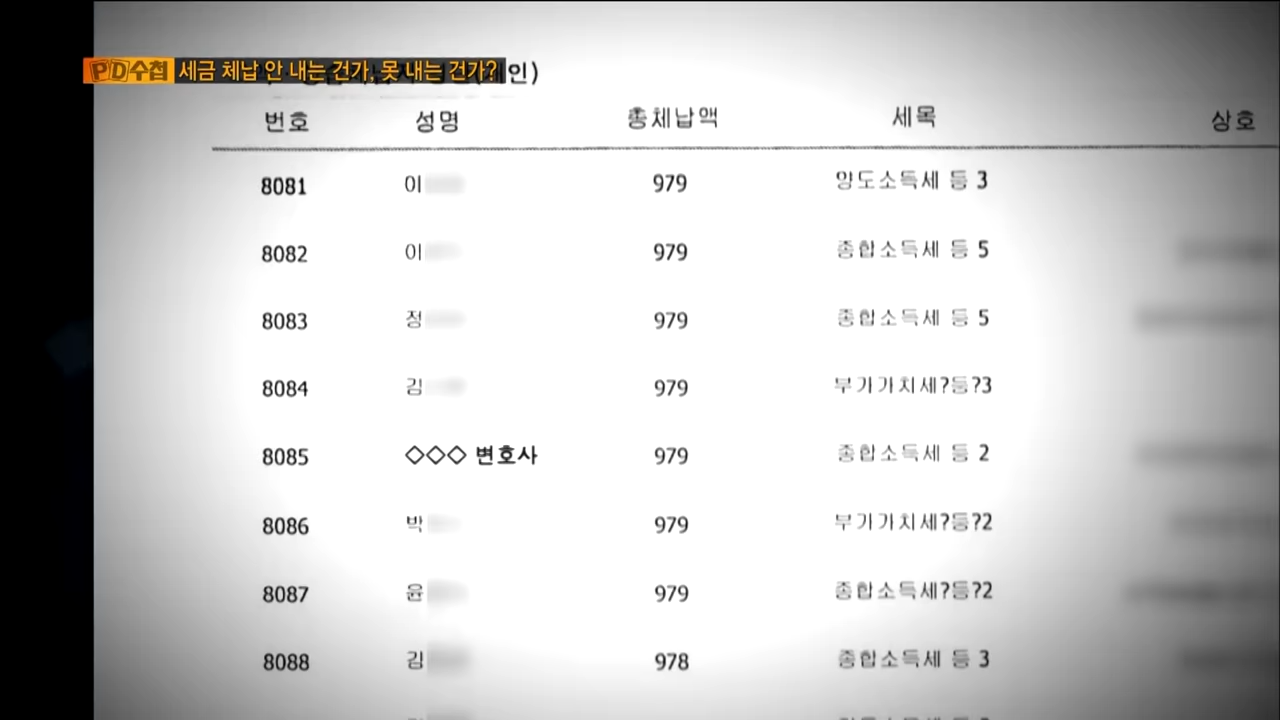 PD수첩 세금 체납 안 내는 건가, 못 내는 건가? 인)
번호 성명 총체납액 세목 상호
8081 이 979 양도소득세 등 3
8082 이 979 종합소득세 등 5
8083 정 979 종합소득세 등 5
8084 김 979 부가가치세?등?3
8085 ◇◇◇ 변호사 979 종합소득세 등 2
8086 박 979 부가가치세?등?2
8087 윤 979 종합소득세?등?2
8088 김 978 종합소득세 등 3